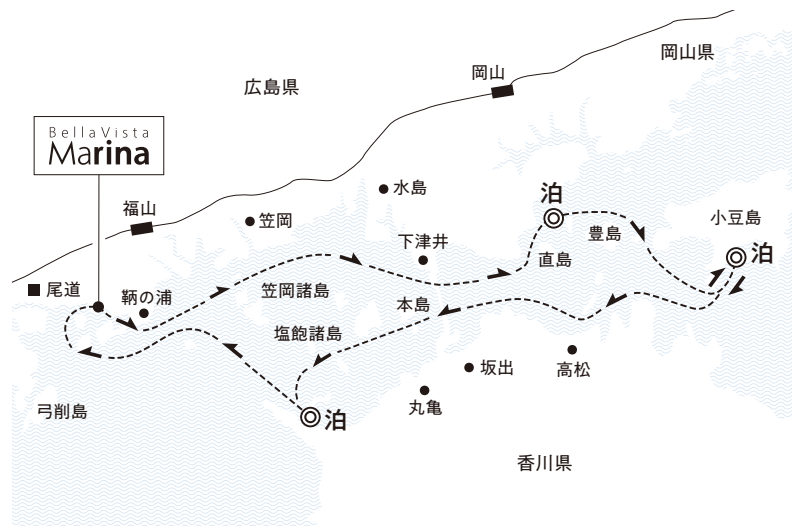 岡山県
岡山
広島県
BellaVista
Marina
水島
泊
福山
笠岡
小豆島
豊島
下津井
泊
直島
尾道
鞆の浦
笠岡諸島
本島
塩飽諸島
坂出
高松
弓削島
丸亀
泊
香川県